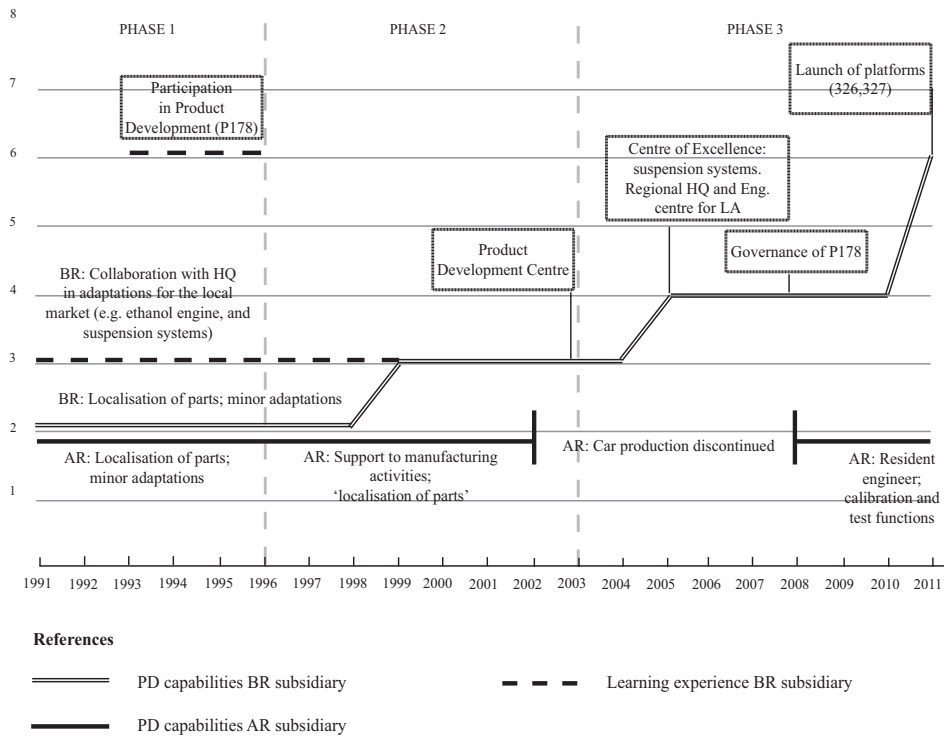 8
PHASE 1
PHASE 2
PHASE 3
7
Participation
in Product
Development (P178)
Launch of platforms
(326,327)
6
Centre of Excellence:
suspension systems.
Regional HQ and Eng.
centre for LA
5
Product
Development Centre
Governance of P178
BR: Collaboration with HQ
in adaptations for the local
market (e.g. ethanol engine, and
suspension systems)
4
3
BR: Localisation of parts; minor adaptations
2
AR: Localisation of parts;
minor adaptations
AR: Support to manufacturing
activities;
‘localisation of parts’
AR: Car production discontinued
AR: Resident
engineer;
calibration and
test functions
1
1991 1992 1993 1994 1995 1996 1997 1998 1999 2000 2001 2002 2003 2004 2005 2006 2007 2008 2009 2010 2011
References
PD capabilities BR subsidiary
Learning experience BR subsidiary
PD capabilities AR subsidiary